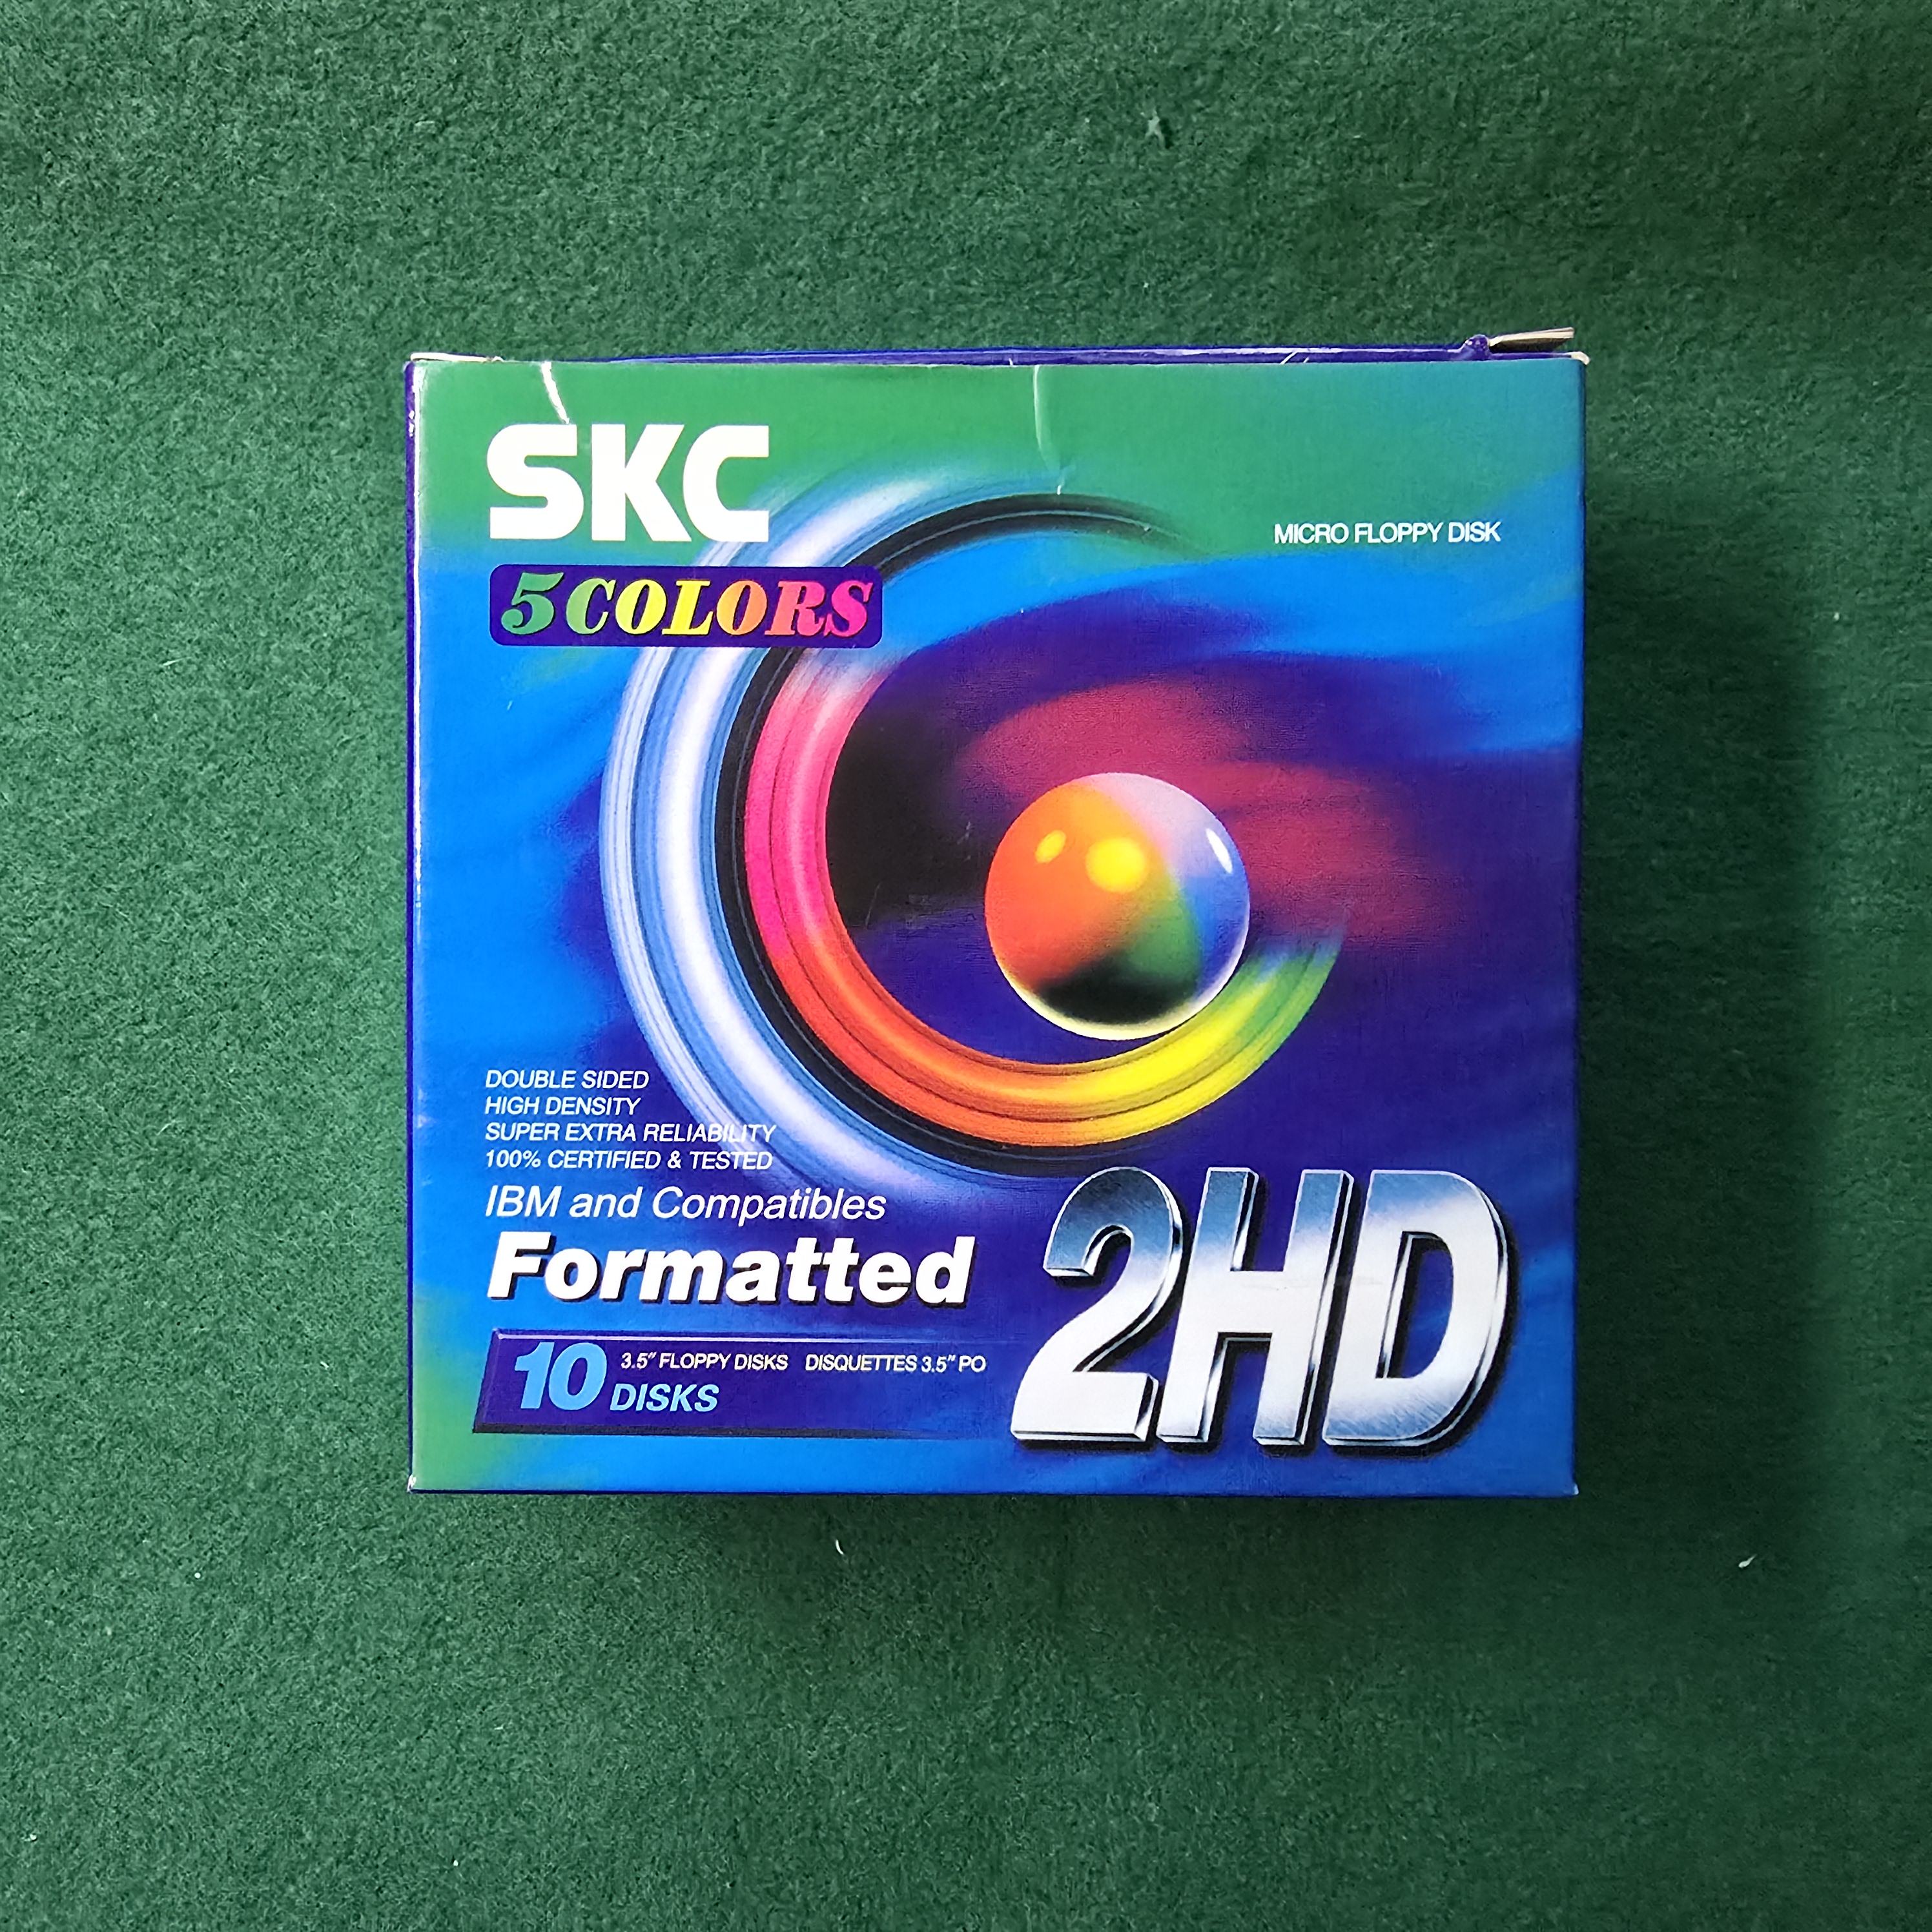 SKC
5 COLORS
MICRO FLOPPY DISK
DOUBLE SIDED
HIGH DENSITY
SUPER EXTRA RELIABILITY
100% CERTIFIED & TESTED
IBM and Compatibles
Formatted
2HD
10 3.5″ FLOPPY DISKS DISQUETTES 3.5″ PO
DISKS